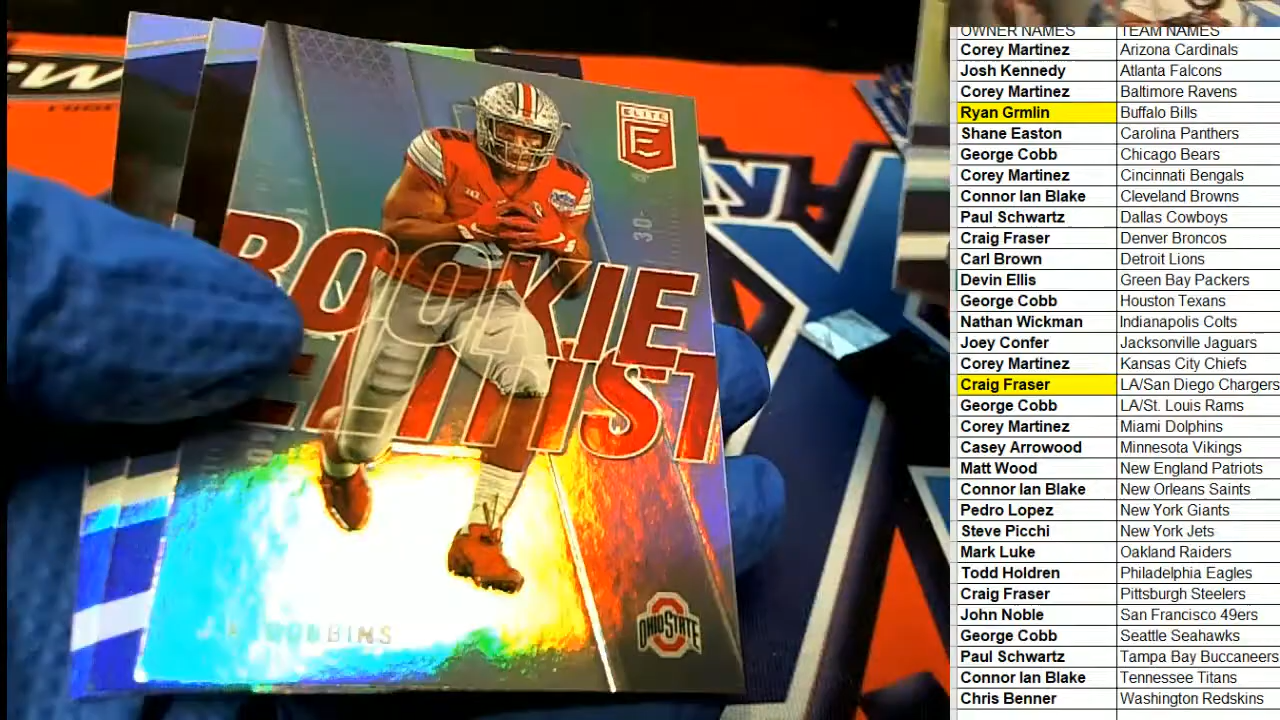 ELITE
E
30-
ROOKIE
ELITIST
BBINS
OHIO STATE
OWNER NAMES TEAM NAMES
Corey Martinez Arizona Cardinals
Josh Kennedy Atlanta Falcons
Corey Martinez Baltimore Ravens
Ryan Grmlin Buffalo Bills
Shane Easton Carolina Panthers
George Cobb Chicago Bears
Corey Martinez Cincinnati Bengals
Connor Ian Blake Cleveland Browns
Paul Schwartz Dallas Cowboys
Craig Fraser Denver Broncos
Carl Brown Detroit Lions
Devin Ellis Green Bay Packers
George Cobb Houston Texans
Nathan Wickman Indianapolis Colts
Joey Confer Jacksonville Jaguars
Corey Martinez Kansas City Chiefs
Craig Fraser LA/San Diego Chargers
George Cobb LA/St. Louis Rams
Corey Martinez Miami Dolphins
Casey Arrowood Minnesota Vikings
Matt Wood New England Patriots
Connor Ian Blake New Orleans Saints
Pedro Lopez New York Giants
Steve Picchi New York Jets
Mark Luke Oakland Raiders
Todd Holdren Philadelphia Eagles
Craig Fraser Pittsburgh Steelers
John Noble San Francisco 49ers
George Cobb Seattle Seahawks
Paul Schwartz Tampa Bay Buccaneers
Connor Ian Blake Tennessee Titans
Chris Benner Washington Redskins